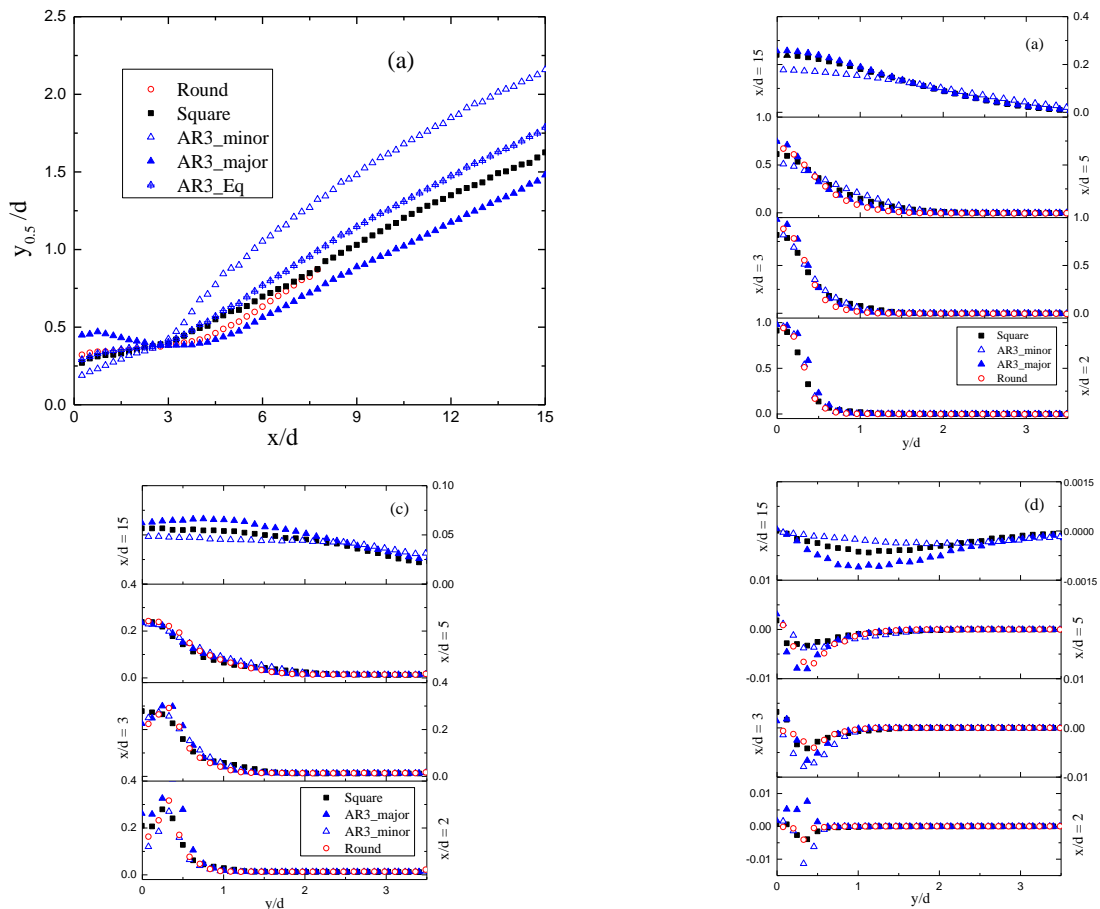 2.5
2.0
1.5
1.0
0.5
0.0
y0.5/d
(a)
Round
Square
AR3_minor
AR3_major
AR3_Eq
0 3 6 9 12 15
x/d
(a)
x/d = 15
0.4
0.2
0.0
1.0
0.5
0.0
x/d = 5
x/d = 3
1.0
0.5
0.0
1.0
0.5
0.0
x/d = 2
Square
AR3_minor
AR3_major
Round
0 1 2 3
y/d
(c)
x/d = 15
0.10
0.05
0.00
0.4
0.2
0.0
x/d = 5
x/d = 3
0.4
0.2
0.0
0.4
0.2
0.0
x/d = 2
Square
AR3_major
AR3_minor
Round
0 1 2 3
y/d
(d)
x/d = 15
0.0015
0.0000
-0.0015
0.01
0.00
-0.01
x/d = 5
x/d = 3
0.01
0.00
-0.01
0.01
0.00
-0.01
x/d = 2
Square
AR3_major
AR3_minor
Round
0 1 2 3
y/d